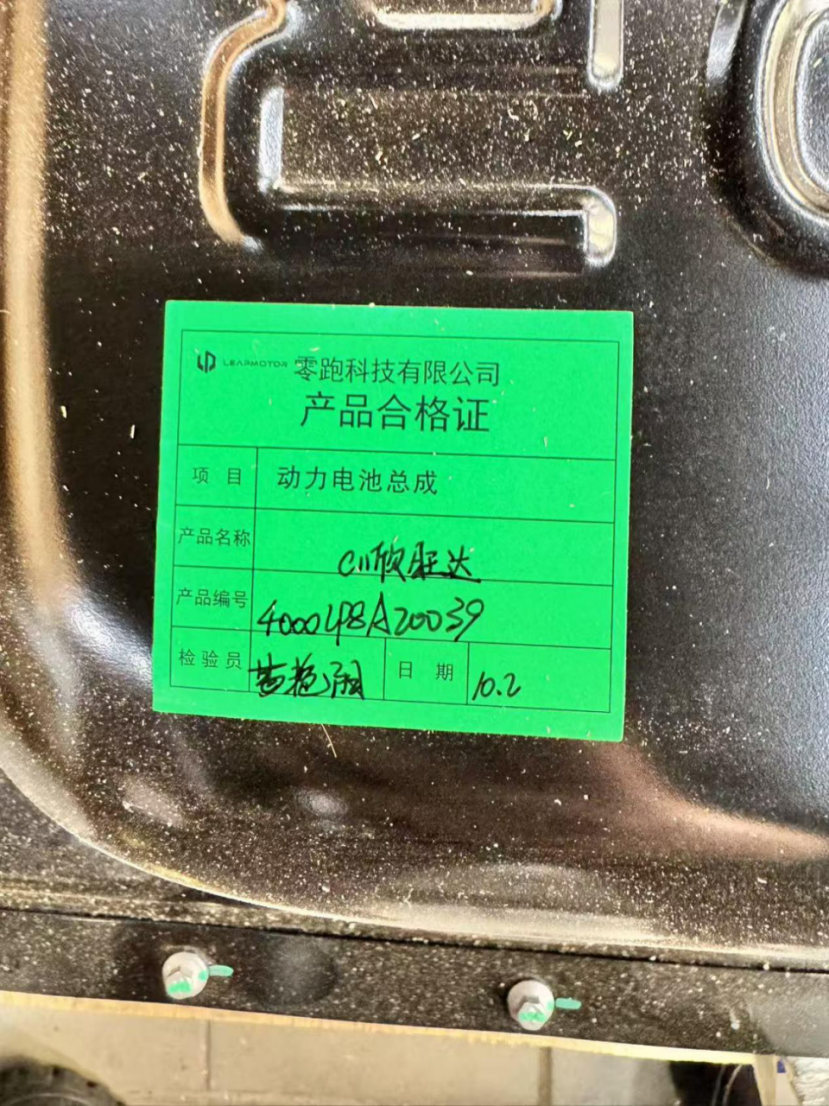 LEAPMOTOR 零跑科技有限公司
产品合格证
项目 动力电池总成
产品名称 C11欣旺达
产品编号 400048A20039
检验员 日期 10.2